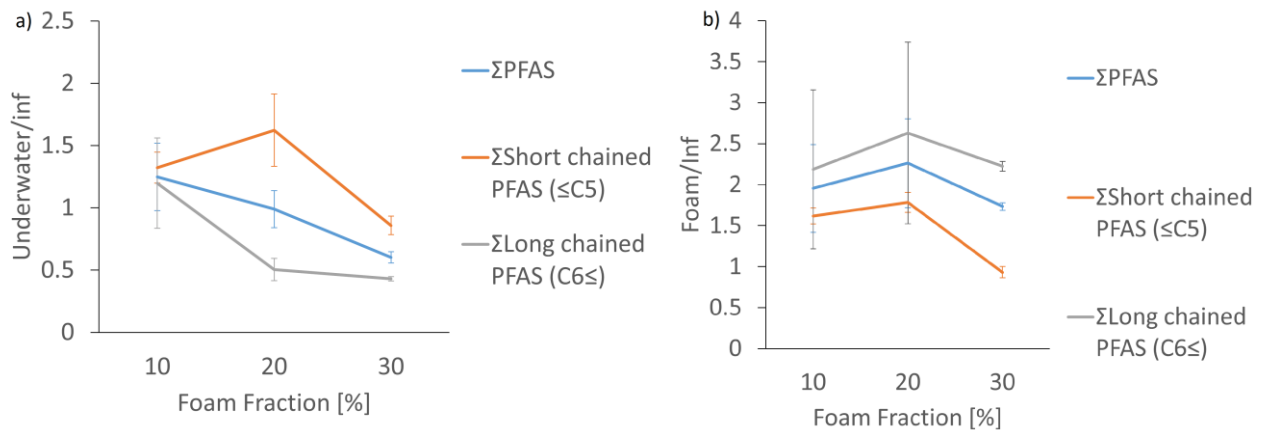 a)
2.5
2
1.5
1
0.5
0
Underwater/inf
10 20 30
Foam Fraction [%]
ΣPFAS
ΣShort chained
PFAS (≤C5)
ΣLong chained
PFAS (C6≤)
b)
4
3.5
3
2.5
2
1.5
1
0.5
0
Foam/Inf
10 20 30
Foam Fraction [%]
ΣPFAS
ΣShort chained
PFAS (≤C5)
ΣLong chained
PFAS (C6≤)